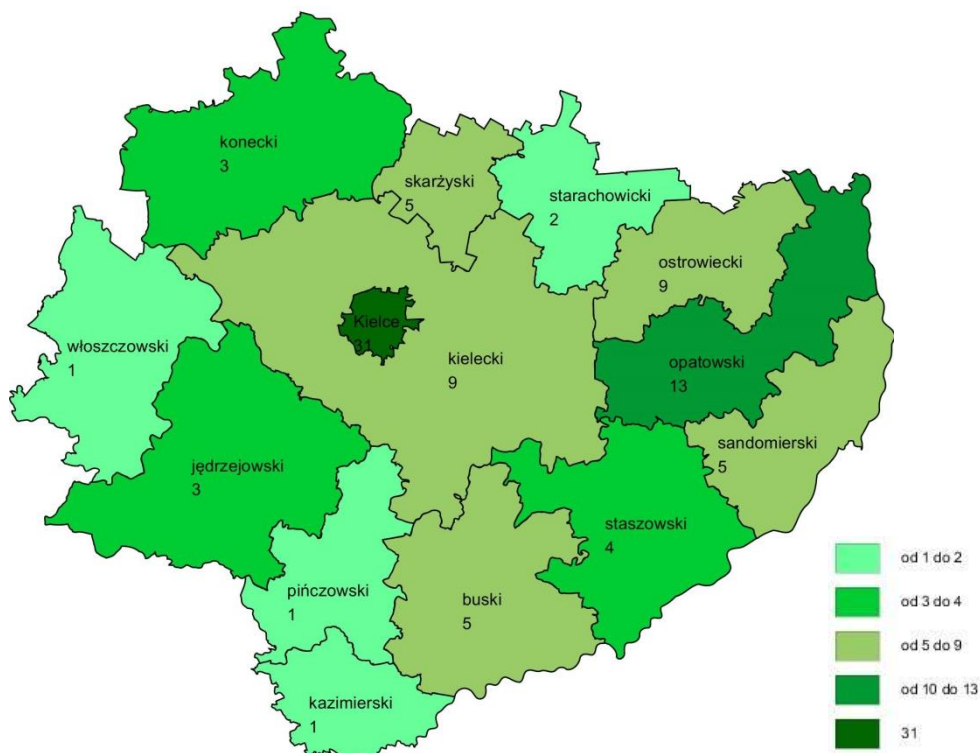 konecki
3
skarżyski
5
starachowicki
2
ostrowiecki
9
Kielce
31
włoszczowski
1
kielecki
9
opatowski
13
sandomierski
5
jędrzejowski
3
staszowski
4
pińczowski
1
buski
5
kazimierski
1
od 1 do 2
od 3 do 4
od 5 do 9
od 10 do 13
31